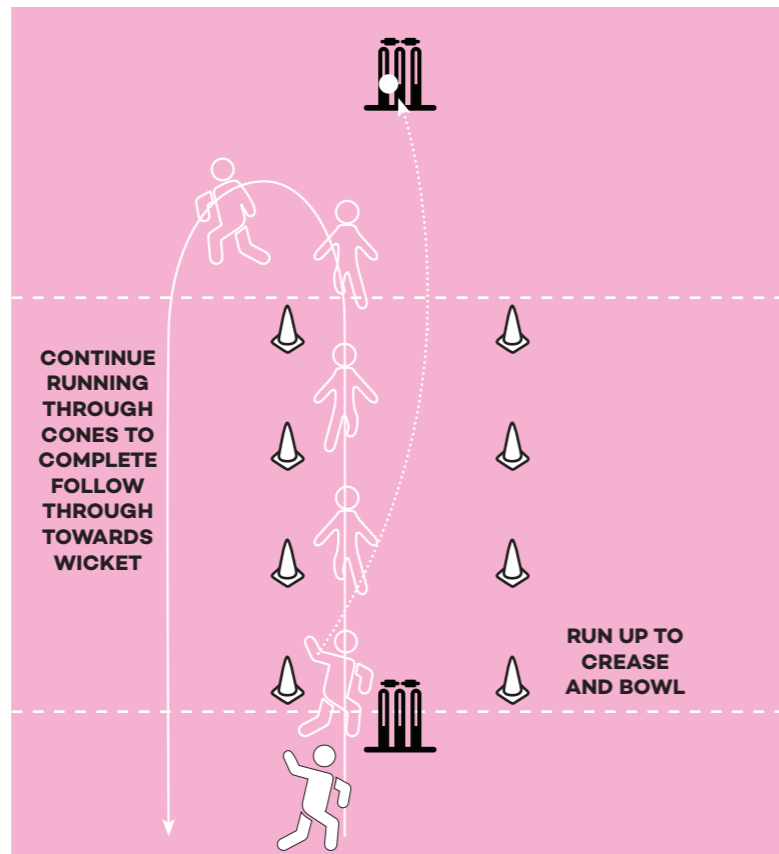 CONTINUE
RUNNING
THROUGH
CONES TO
COMPLETE
FOLLOW
THROUGH
TOWARDS
WICKET
RUN UP TO
CREASE
AND BOWL